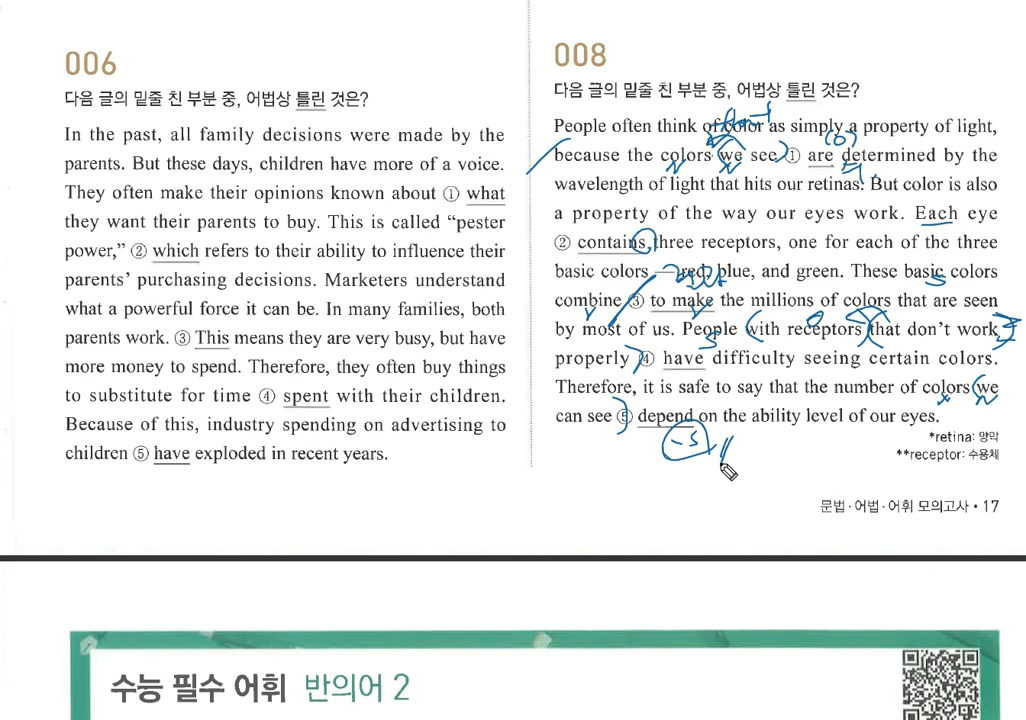 006
다음 글의 밑줄 친 부분 중, 어법상 틀린 것은?
In the past, all family decisions were made by the
parents. But these days, children have more of a voice.
They often make their opinions known about ① what
they want their parents to buy. This is called “pester
power,” ② which refers to their ability to influence their
parents’ purchasing decisions. Marketers understand
what a powerful force it can be. In many families, both
parents work. ③ This means they are very busy, but have
more money to spend. Therefore, they often buy things
to substitute for time ④ spent with their children.
Because of this, industry spending on advertising to
children ⑤ have exploded in recent years.
008
다음 글의 밑줄 친 부분 중, 어법상 틀린 것은?
People often think of color as simply a property of light,
because the colors we see ① are determined by the
wavelength of light that hits our retinas. But color is also
a property of the way our eyes work. Each eye
② contains three receptors, one for each of the three
basic colors—red, blue, and green. These basic colors
combine ③ to make the millions of colors that are seen
by most of us. People with receptors that don’t work
properly ④ have difficulty seeing certain colors.
Therefore, it is safe to say that the number of colors we
can see ⑤ depend on the ability level of our eyes.
-s
*retina: 망막
**receptor: 수용체
문법·어법·어휘 모의고사 • 17
수능 필수 어휘 반의어 2